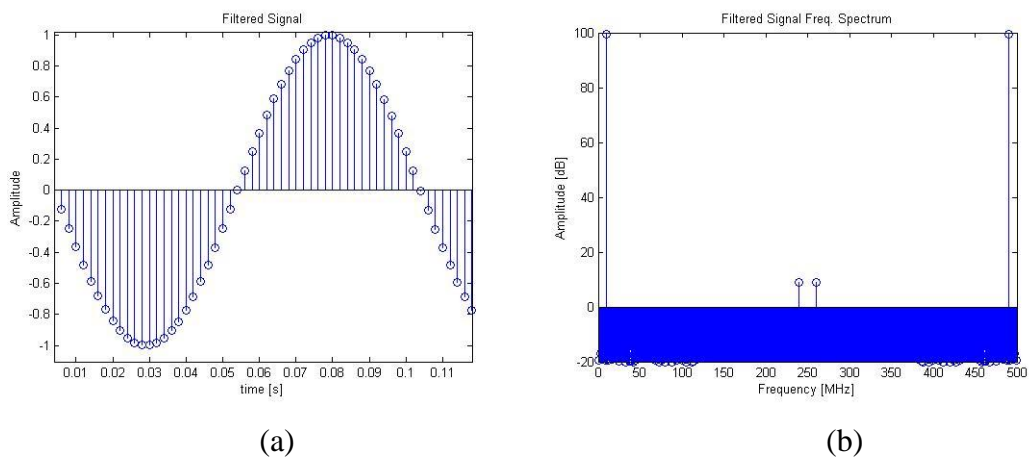 Filtered Signal
1
0.8
0.6
0.4
0.2
0
-0.2
-0.4
-0.6
-0.8
-1
Amplitude
0.01 0.02 0.03 0.04 0.05 0.06 0.07 0.08 0.09 0.1 0.11
time [s]
(a)
Filtered Signal Freq. Spectrum
100
80
60
40
20
0
-20
Amplitude [dB]
0 50 100 150 200 250 300 350 400 450 500
Frequency [MHz]
(b)